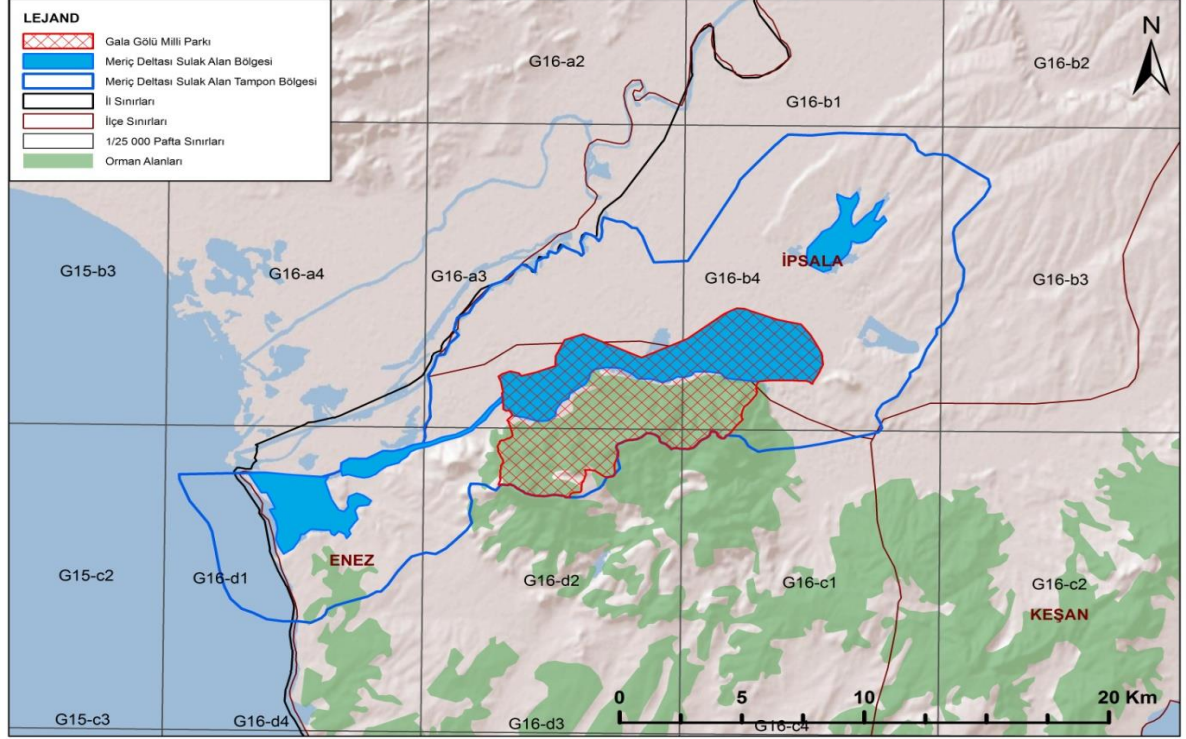 LEJAND
Gala Gölü Milli Parkı
Meriç Deltası Sulak Alan Bölgesi
Meriç Deltası Sulak Alan Tampon Bölgesi
İl Sınırları
İlçe Sınırları
1/25 000 Pafta Sınırları
Orman Alanları
N
G16-a2
G16-b2
G16-b1
G15-b3
G16-a4
G16-a3
İPSALA
G16-b4
G16-b3
ENEZ
G15-c2
G16-d1
G16-d2
G16-c1
G16-c2
KEŞAN
0 5 10 20 Km
G15-c3
G16-d4
G16-d3
G16-c4